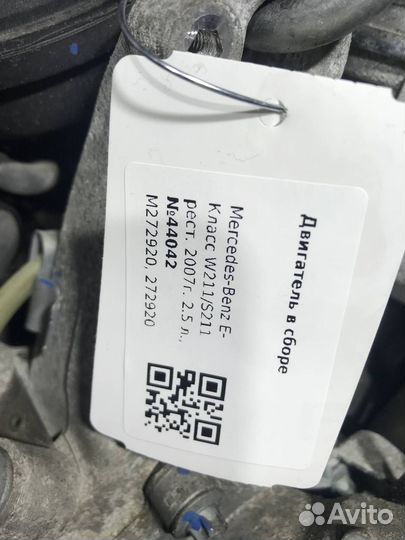 Двигатель в сборе
Mercedes-Benz E-
Класс W211/S211
рест. 2007г. 2.5 л.,
№44042
M272920, 272920
Avito